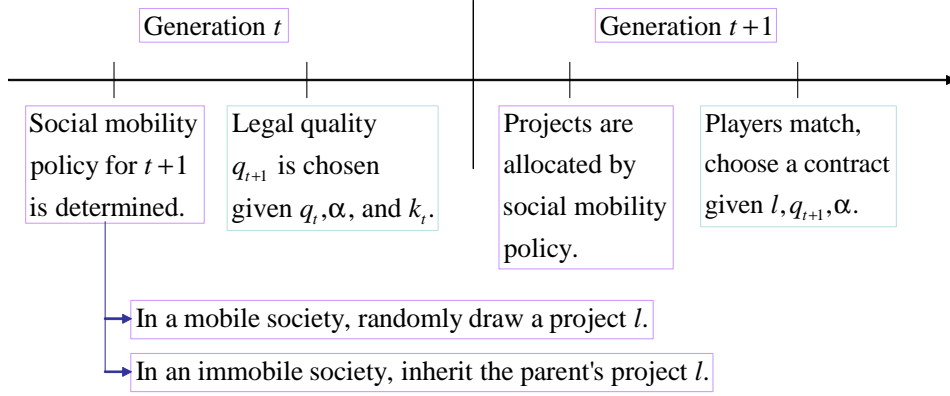 Generation t
Generation t+1
Social mobility
policy for t+1
is determined.
Legal quality
q_{t+1} is chosen
given q_t,α, and k_t.
Projects are
allocated by
social mobility
policy.
Players match,
choose a contract
given l,q_{t+1},α.
In a mobile society, randomly draw a project l.
In an immobile society, inherit the parent's project l.